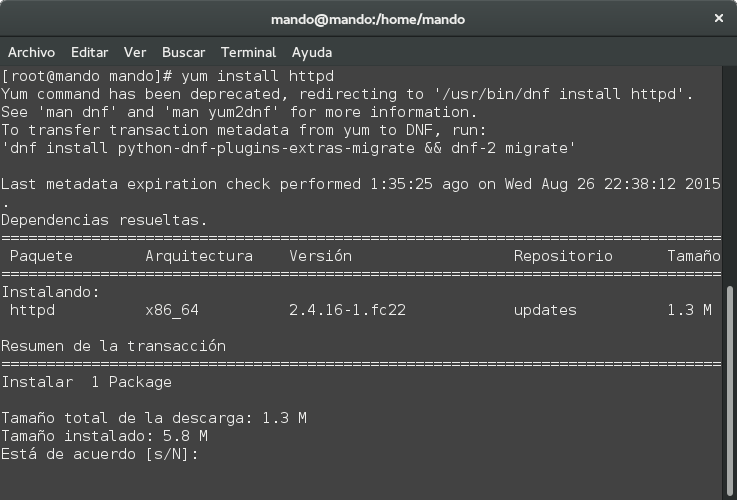 mando@mando:/home/mando
×
Archivo Editar Ver Buscar Terminal Ayuda
[root@mando mando]# yum install httpd
Yum command has been deprecated, redirecting to '/usr/bin/dnf install httpd'.
See 'man dnf' and 'man yum2dnf' for more information.
To transfer transaction metadata from yum to DNF, run:
'dnf install python-dnf-plugins-extras-migrate && dnf-2 migrate'
Last metadata expiration check performed 1:35:25 ago on Wed Aug 26 22:38:12 2015
.
Dependencias resueltas.
================================================================================
Paquete Arquitectura Versión Repositorio Tamaño
================================================================================
Instalando:
httpd x86_64 2.4.16-1.fc22 updates 1.3 M
Resumen de la transacción
================================================================================
Instalar 1 Package
Tamaño total de la descarga: 1.3 M
Tamaño instalado: 5.8 M
Está de acuerdo [s/N]: